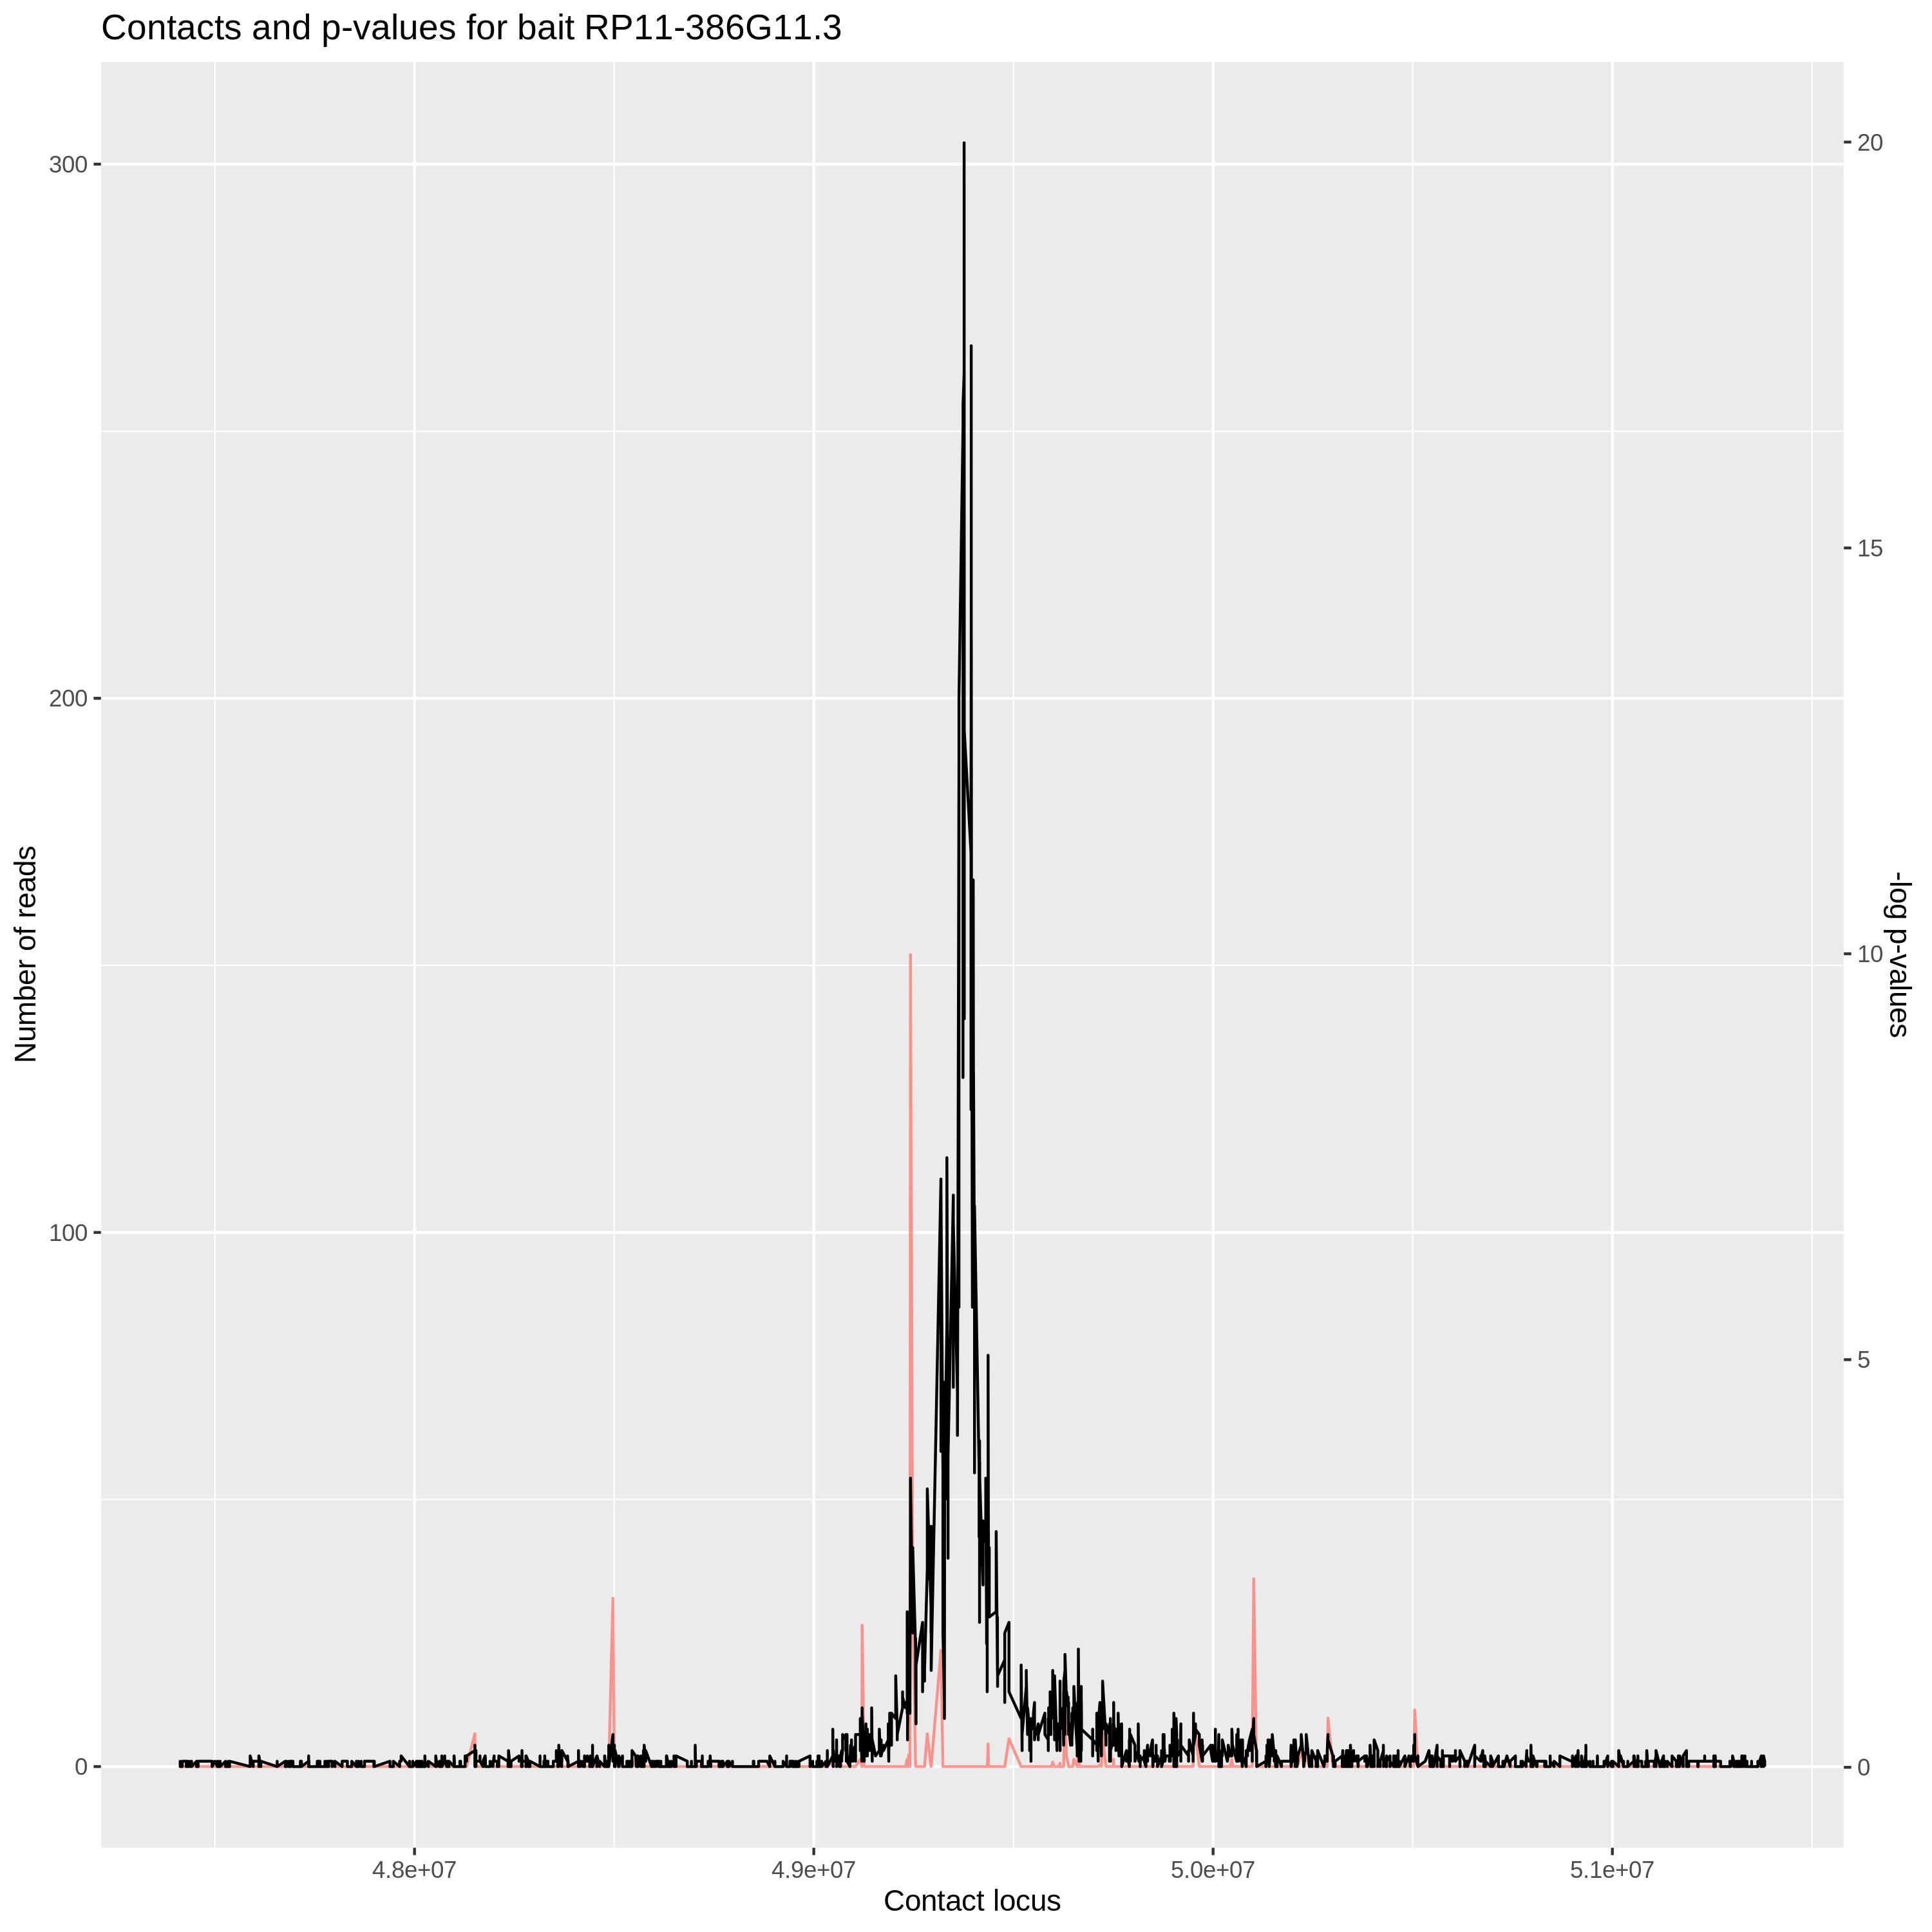 Contacts and p-values for bait RP11-386G11.3
300
200
100
0
Number of reads
20
15
10
5
0
-log p-values
4.8e+07
4.9e+07
5.0e+07
5.1e+07
Contact locus